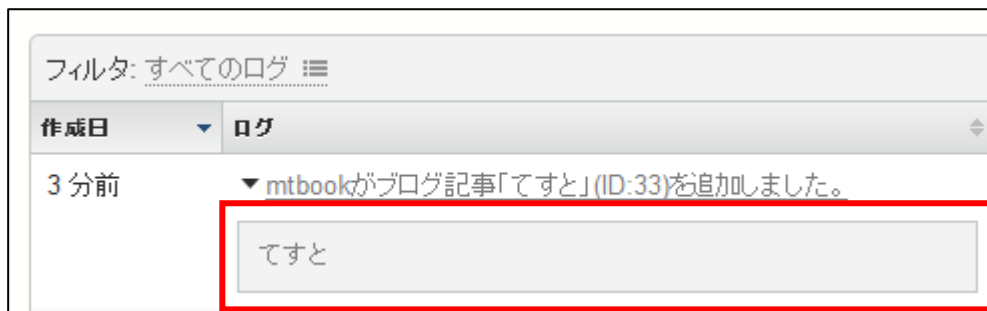 フィルタ: すべてのログ
作成日 ログ
3 分前 mtbookがブログ記事「てすと」(ID:33)を追加しました。
てすと